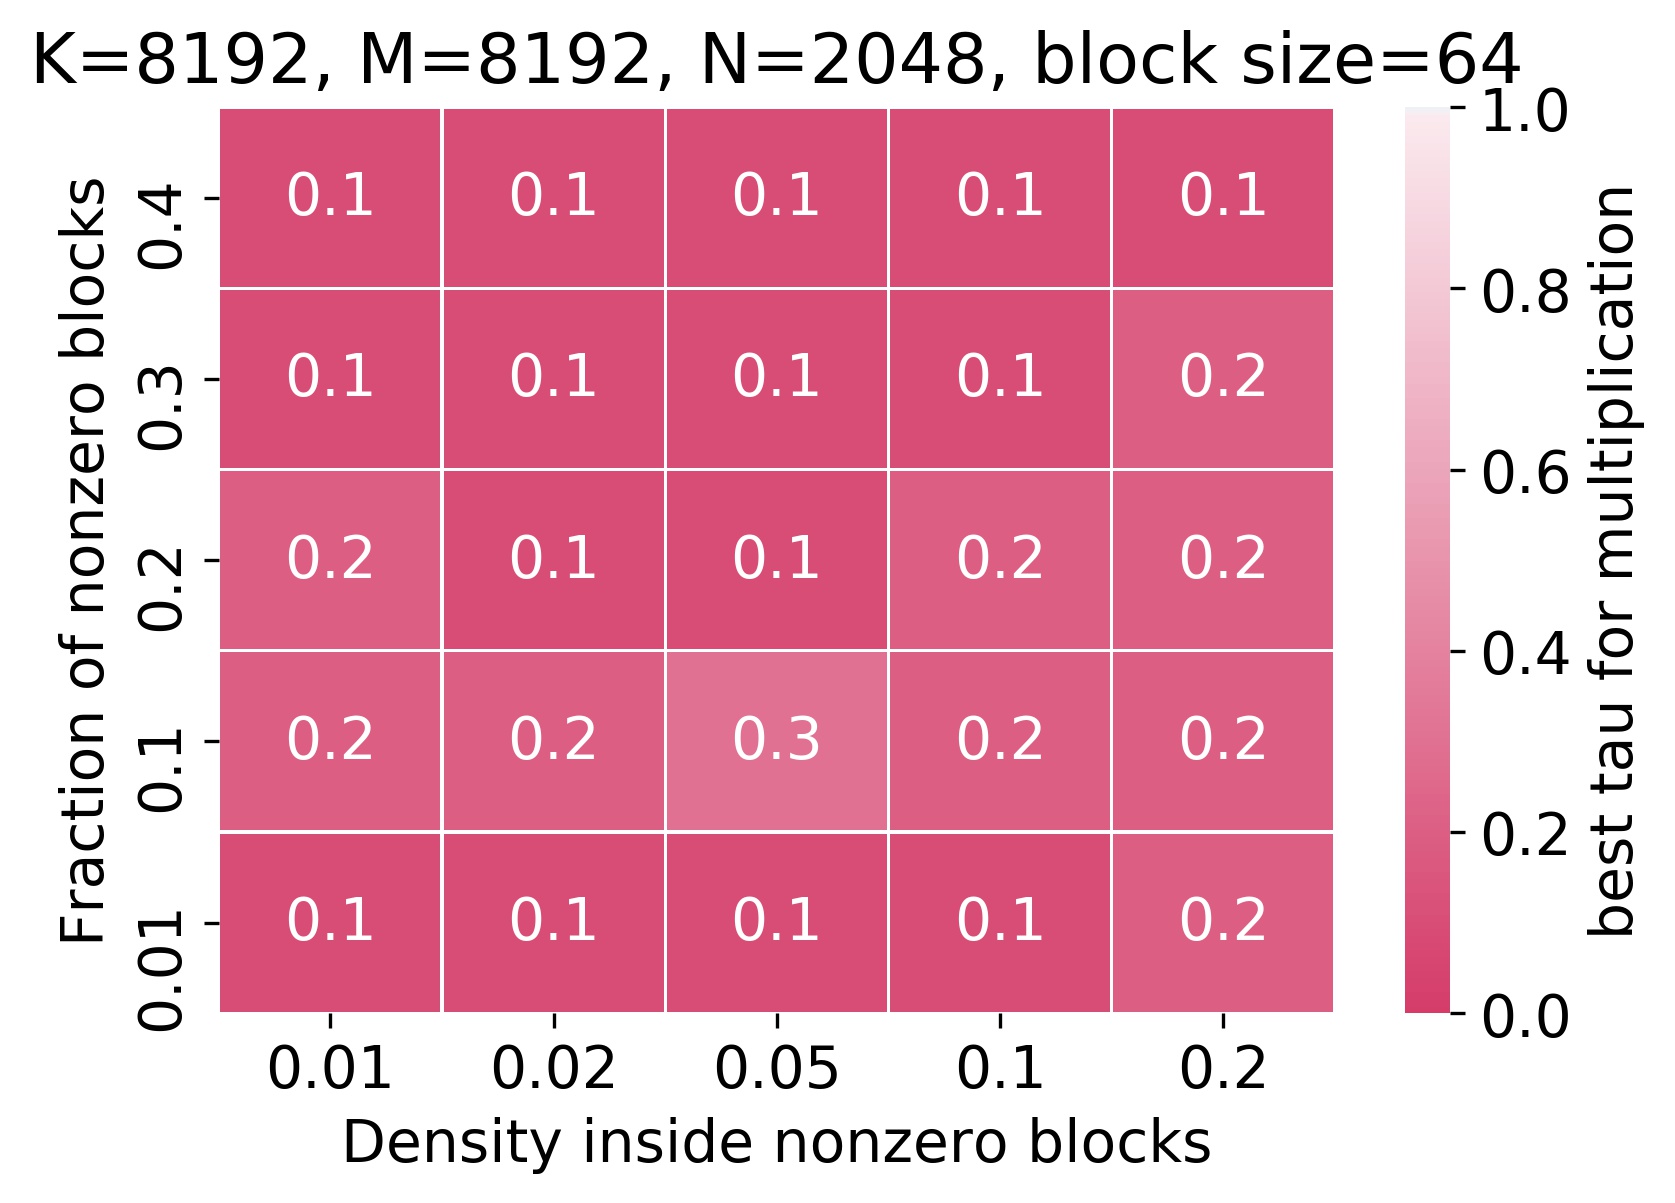 K=8192, M=8192, N=2048, block size=64
Fraction of nonzero blocks
0.4 0.1 0.1 0.1 0.1 0.1
0.3 0.1 0.1 0.1 0.1 0.2
0.2 0.2 0.1 0.1 0.2 0.2
0.1 0.2 0.2 0.3 0.2 0.2
0.01 0.1 0.1 0.1 0.1 0.2
0.01 0.02 0.05 0.1 0.2
Density inside nonzero blocks
1.0
0.8
0.6
0.4
0.2
0.0
best tau for multiplication